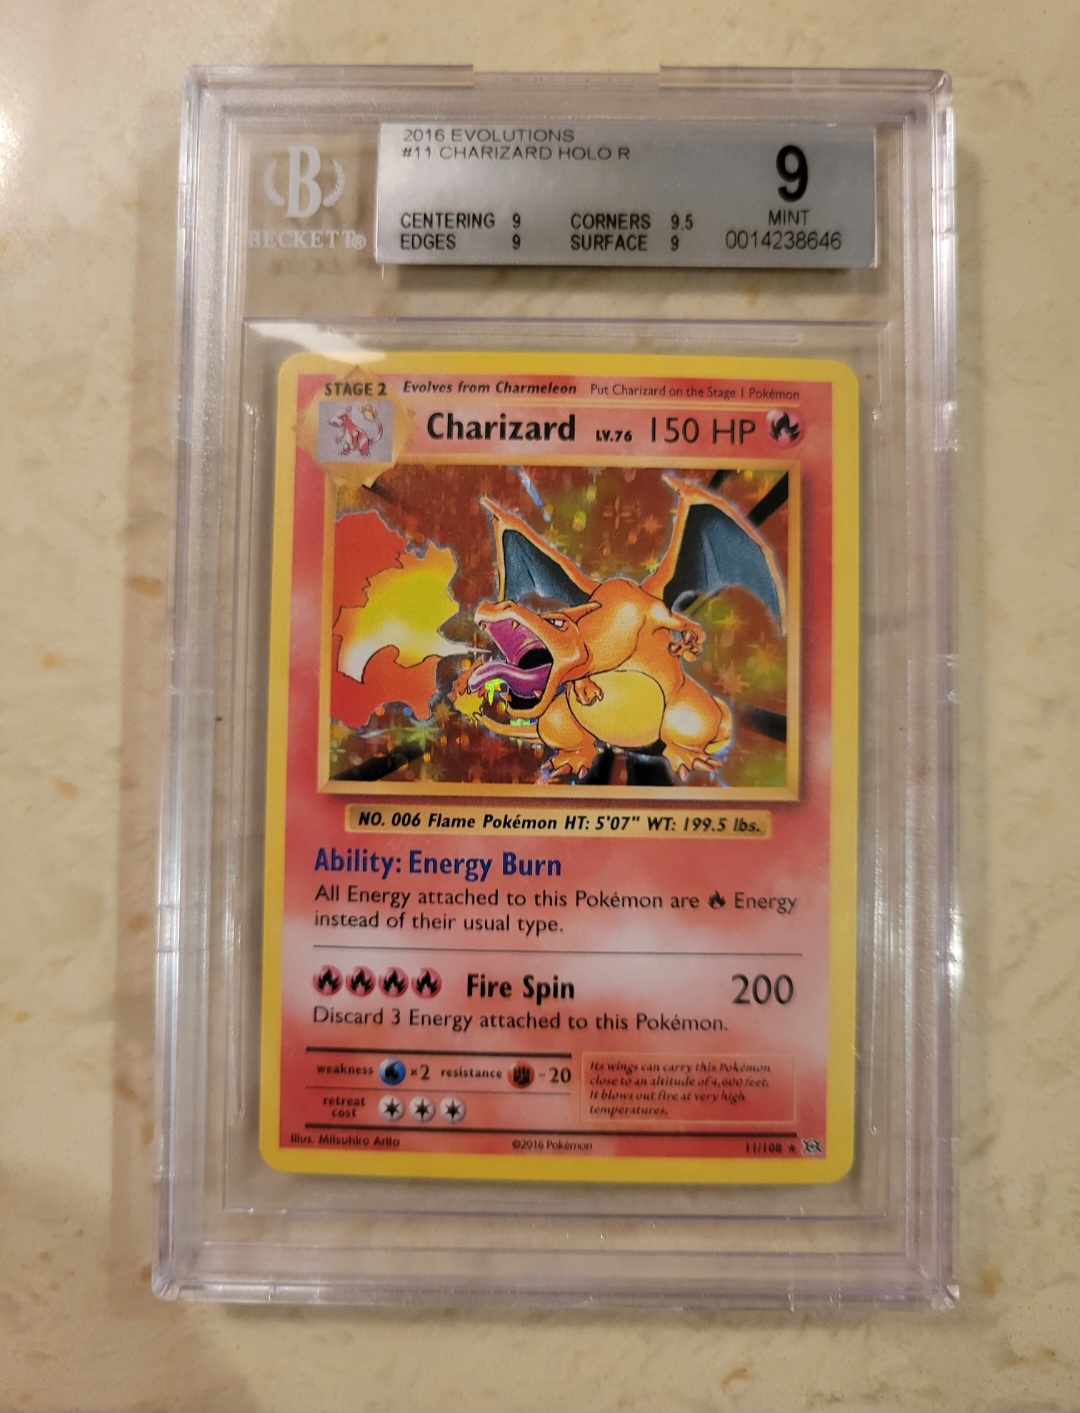 2016 EVOLUTIONS
#11 CHARIZARD HOLO R
9
MINT
0014238646
CENTERING 9 CORNERS 9.5
EDGES 9 SURFACE 9
B
BECKETT®
STAGE 2 Evolves from Charmeleon Put Charizard on the Stage 1 Pokémon
Charizard LV.76 150 HP
NO. 006 Flame Pokémon HT: 5'07" WT: 199.5 lbs.
Ability: Energy Burn
All Energy attached to this Pokémon are Energy
instead of their usual type.
Fire Spin 200
Discard 3 Energy attached to this Pokémon.
weakness ×2 resistance -20
retreat
cost
Its wings can carry this Pokémon
close to an altitude of 4,600 feet.
It blows out fire at very high
temperatures.
Illus. Mitsuhiro Arita ©2016 Pokémon 11/108 ★